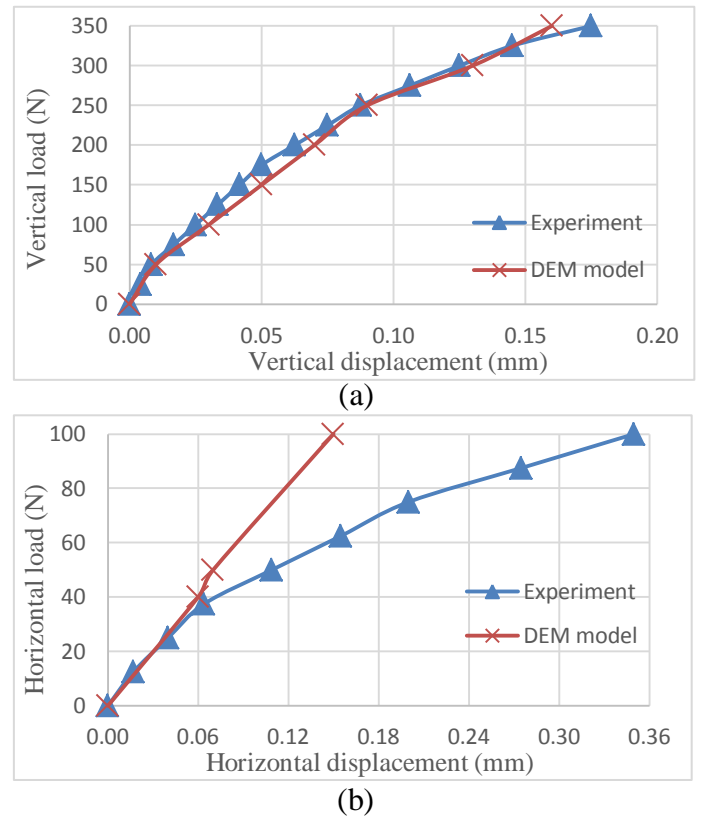 350
300
250
200
150
100
50
0
Vertical load (N)
Experiment
DEM model
0.00 0.05 0.10 0.15 0.20
Vertical displacement (mm)
(a)
100
80
60
40
20
0
Horizontal load (N)
Experiment
DEM model
0.00 0.06 0.12 0.18 0.24 0.30 0.36
Horizontal displacement (mm)
(b)